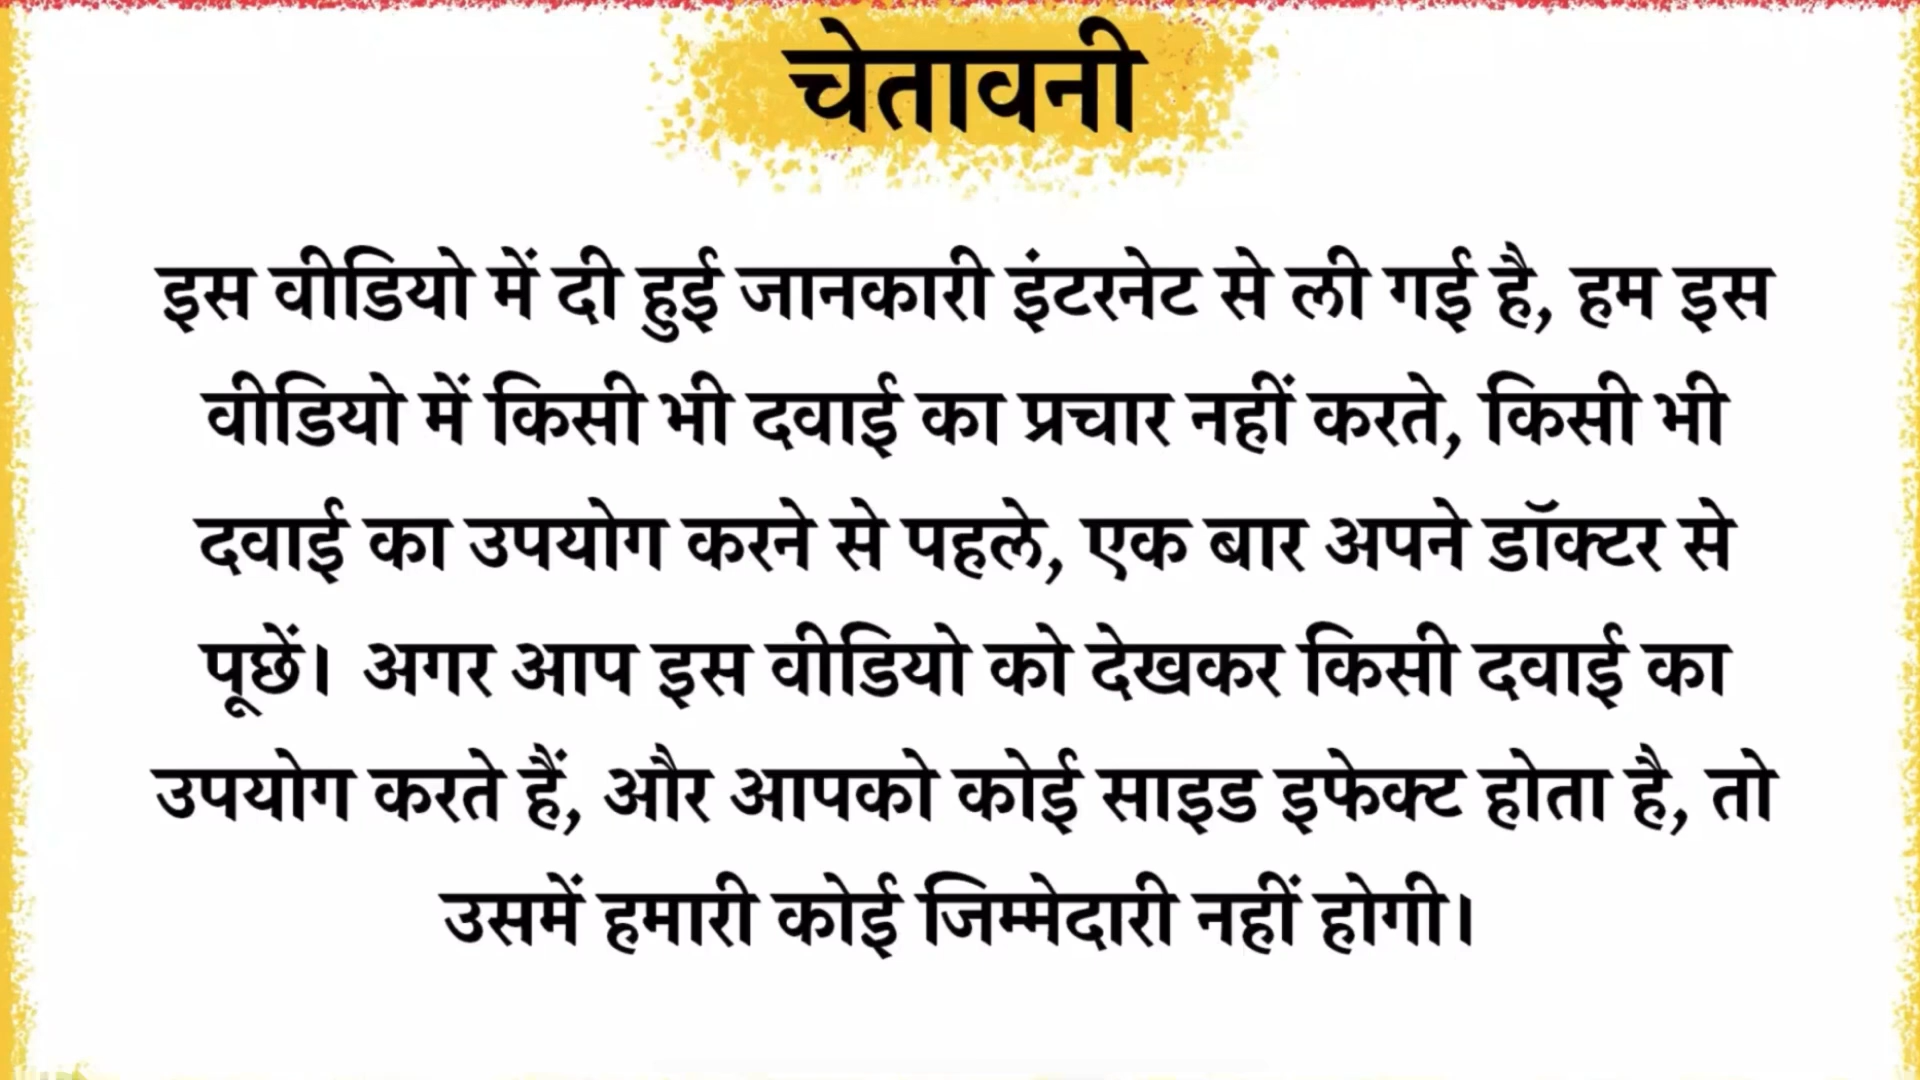 चेतावनी
इस वीडियो में दी हुई जानकारी इंटरनेट से ली गई है, हम इस
वीडियो में किसी भी दवाई का प्रचार नहीं करते, किसी भी
दवाई का उपयोग करने से पहले, एक बार अपने डॉक्टर से
पूछें। अगर आप इस वीडियो को देखकर किसी दवाई का
उपयोग करते हैं, और आपको कोई साइड इफेक्ट होता है, तो
उसमें हमारी कोई जिम्मेदारी नहीं होगी।